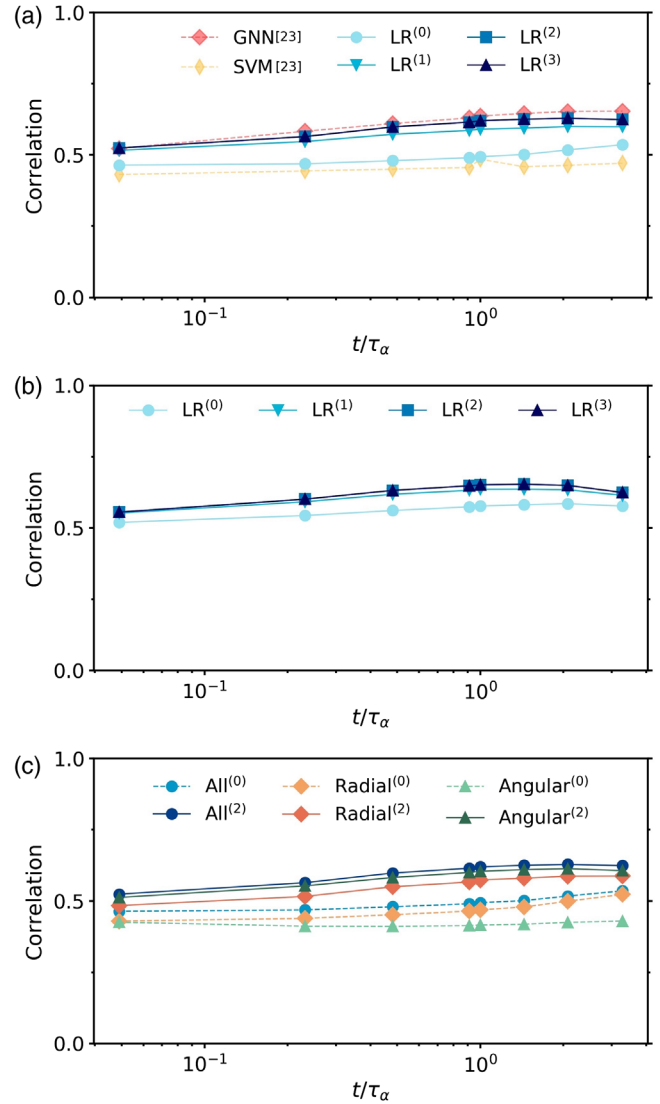 (a)
GNN[23] LR(0) LR(2)
SVM[23] LR(1) LR(3)
1.0
0.5
0.0
Correlation
10⁻¹ 10⁰
t/τα
(b)
LR(0) LR(1) LR(2) LR(3)
1.0
0.5
0.0
Correlation
10⁻¹ 10⁰
t/τα
(c)
All(0) Radial(0) Angular(0)
All(2) Radial(2) Angular(2)
1.0
0.5
0.0
Correlation
10⁻¹ 10⁰
t/τα